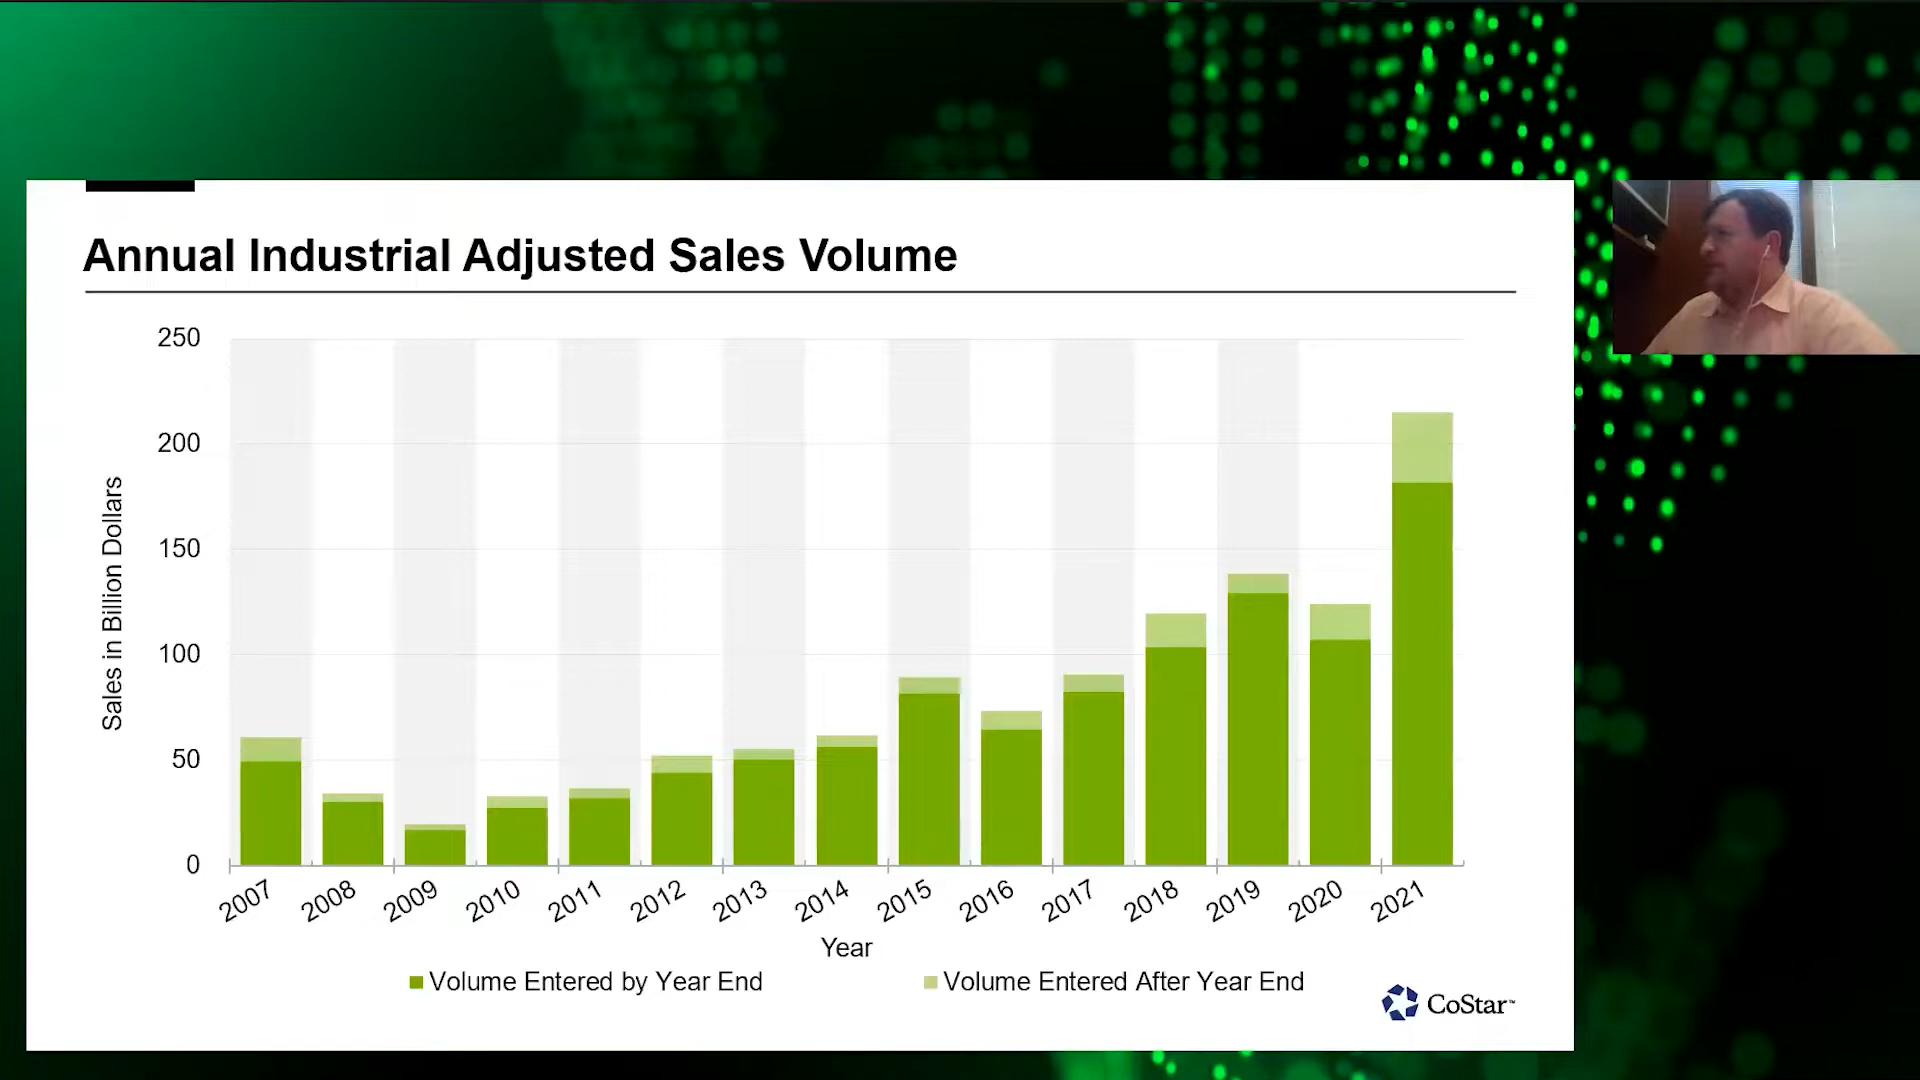 Annual Industrial Adjusted Sales Volume
250
200
150
100
50
0
Sales in Billion Dollars
2007 2008 2009 2010 2011 2012 2013 2014 2015 2016 2017 2018 2019 2020 2021
Year
Volume Entered by Year End Volume Entered After Year End
CoStar™